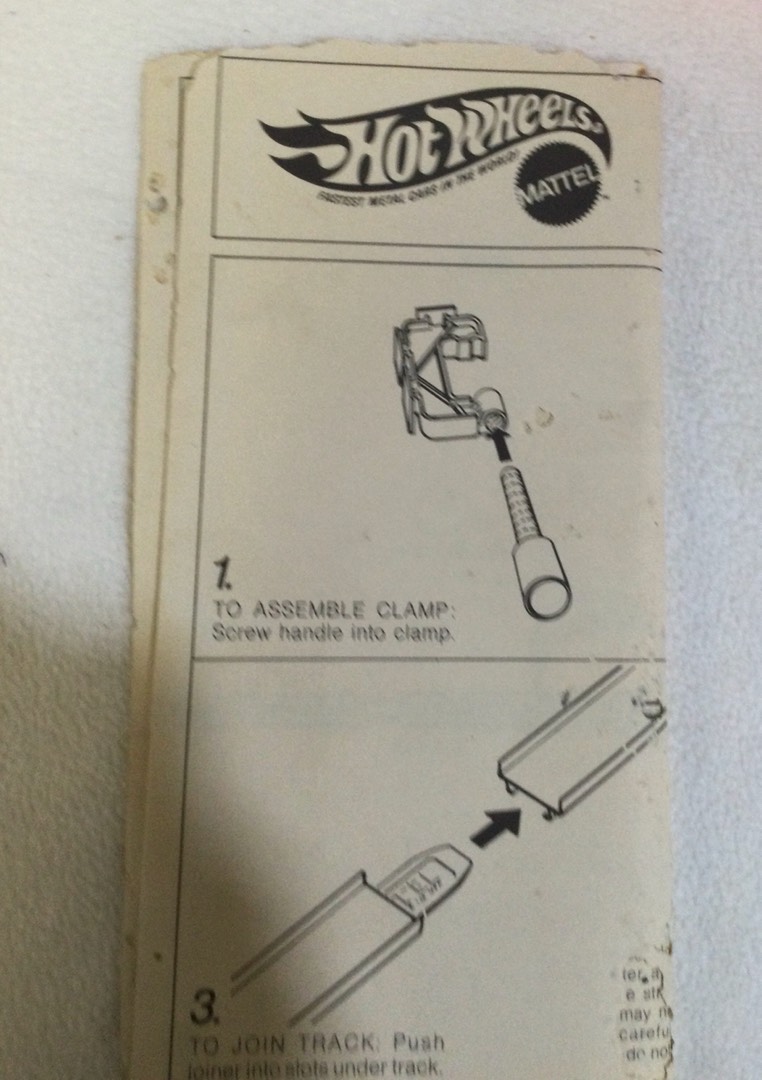 Hot Wheels
FASTEST METAL CARS IN THE WORLD!
MATTEL
1.
TO ASSEMBLE CLAMP:
Screw handle into clamp.
3.
TO JOIN TRACK: Push
joiner into slots under track.
may
carefu
do not